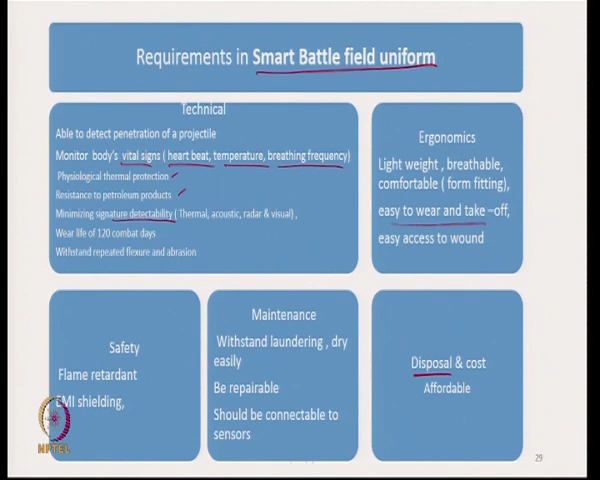 Requirements in Smart Battle field uniform
Technical
Able to detect penetration of a projectile
Monitor body's vital signs ( heart beat, temperature, breathing frequency)
Physiological thermal protection
Resistance to petroleum products
Minimizing signature detectability ( Thermal, acoustic, radar & visual) ,
Wear life of 120 combat days
Withstand repeated flexure and abrasion
Ergonomics
Light weight , breathable,
comfortable ( form fitting),
easy to wear and take –off,
easy access to wound
Safety
Flame retardant
EMI shielding,
Maintenance
Withstand laundering , dry
easily
Be repairable
Should be connectable to
sensors
Disposal & cost
Affordable
NPTEL
29